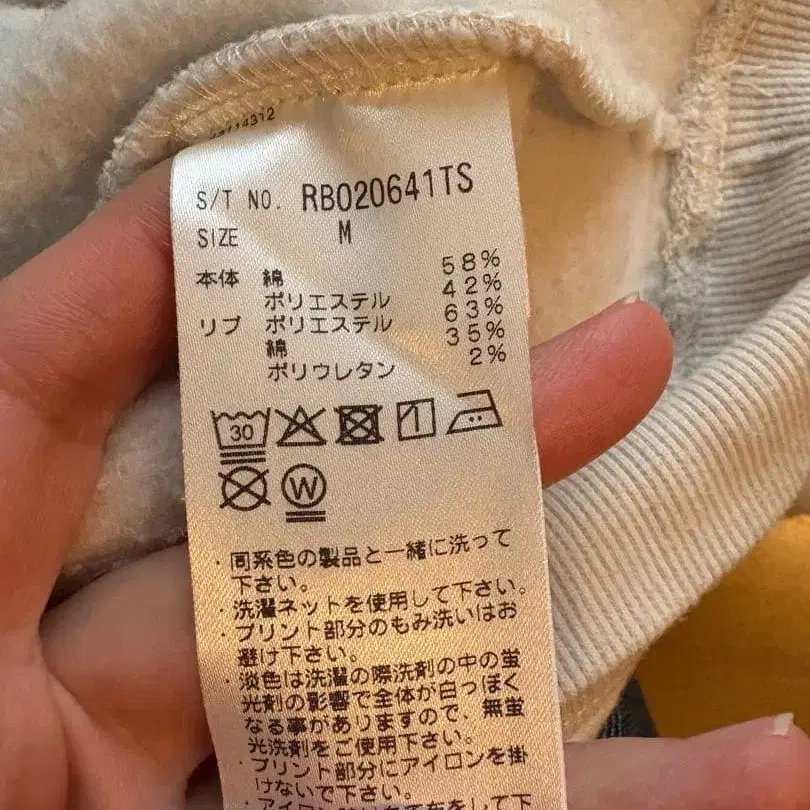 S/T NO. RB020641TS
SIZE M
本体 綿 58%
ポリエステル 42%
リブ ポリエステル 63%
綿 35%
ポリウレタン 2%
30
W
・同系色の製品と一緒に洗って
下さい。
・洗濯ネットを使用して下さい。
・プリント部分のもみ洗いはお
避け下さい。
・淡色は洗濯の際洗剤の中の蛍
光剤の影響で全体が白っぽく
なる事がありますので、無蛍
光洗剤をご使用下さい。
・プリント部分にアイロンを掛
けないで下さい。